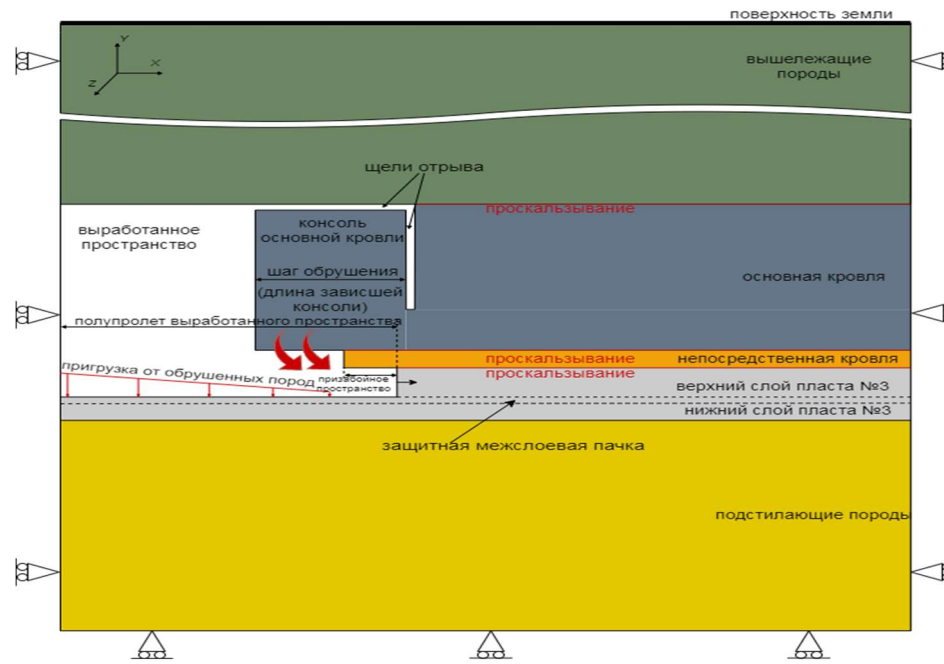 поверхность земли
Y
X
Z
вышележащие
породы
щели отрыва
проскальзывание
выработанное
пространство
консоль
основной кровли
шаг обрушения
(длина зависшей
консоли)
основная кровля
полупролет выработанного пространства
проскальзывание
непосредственная кровля
пригрузка от обрушенных пород
проскальзывание
призабойное
пространство
верхний слой пласта №3
нижний слой пласта №3
защитная межслоевая пачка
подстилающие породы